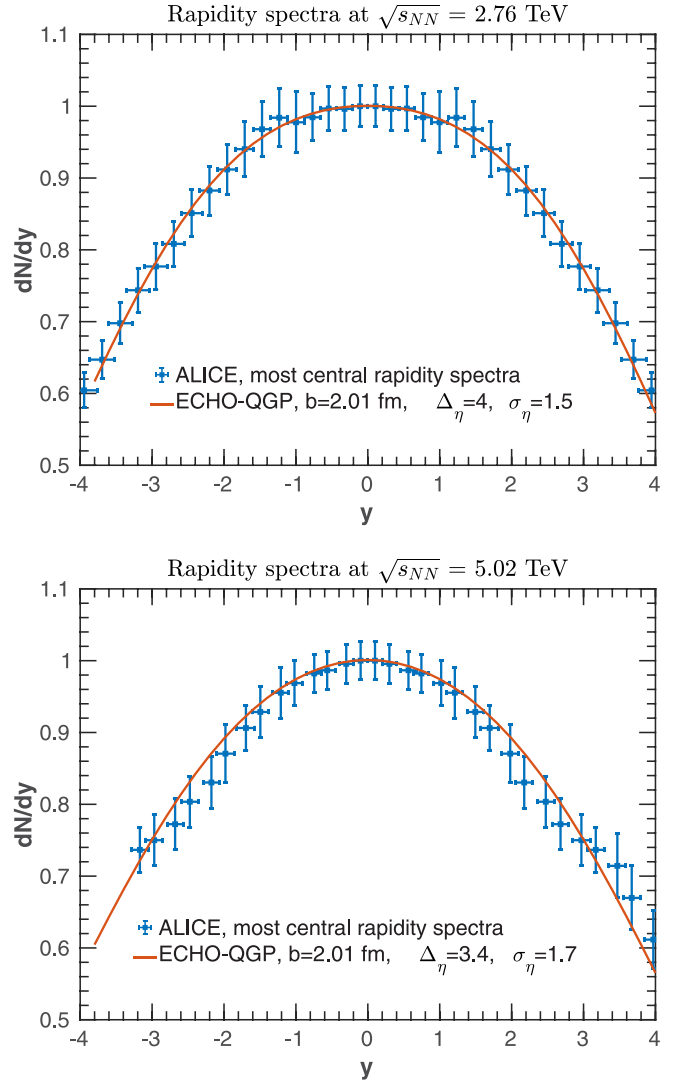 Rapidity spectra at √s_NN = 2.76 TeV
1.1
1
0.9
0.8
0.7
0.6
0.5
dN/dy
ALICE, most central rapidity spectra
ECHO-QGP, b=2.01 fm, Δ_η=4, σ_η=1.5
-4 -3 -2 -1 0 1 2 3 4
y
Rapidity spectra at √s_NN = 5.02 TeV
1.1
1
0.9
0.8
0.7
0.6
0.5
dN/dy
ALICE, most central rapidity spectra
ECHO-QGP, b=2.01 fm, Δ_η=3.4, σ_η=1.7
-4 -3 -2 -1 0 1 2 3 4
y